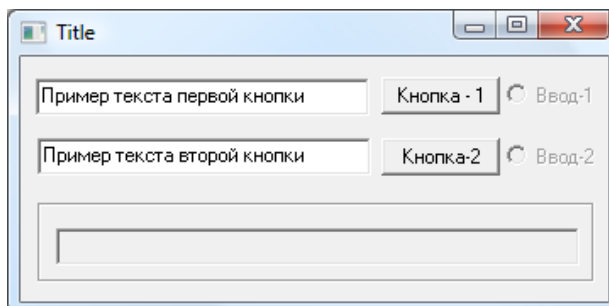 Title
Пример текста первой кнопки Кнопка - 1 Ввод-1
Пример текста второй кнопки Кнопка-2 Ввод-2